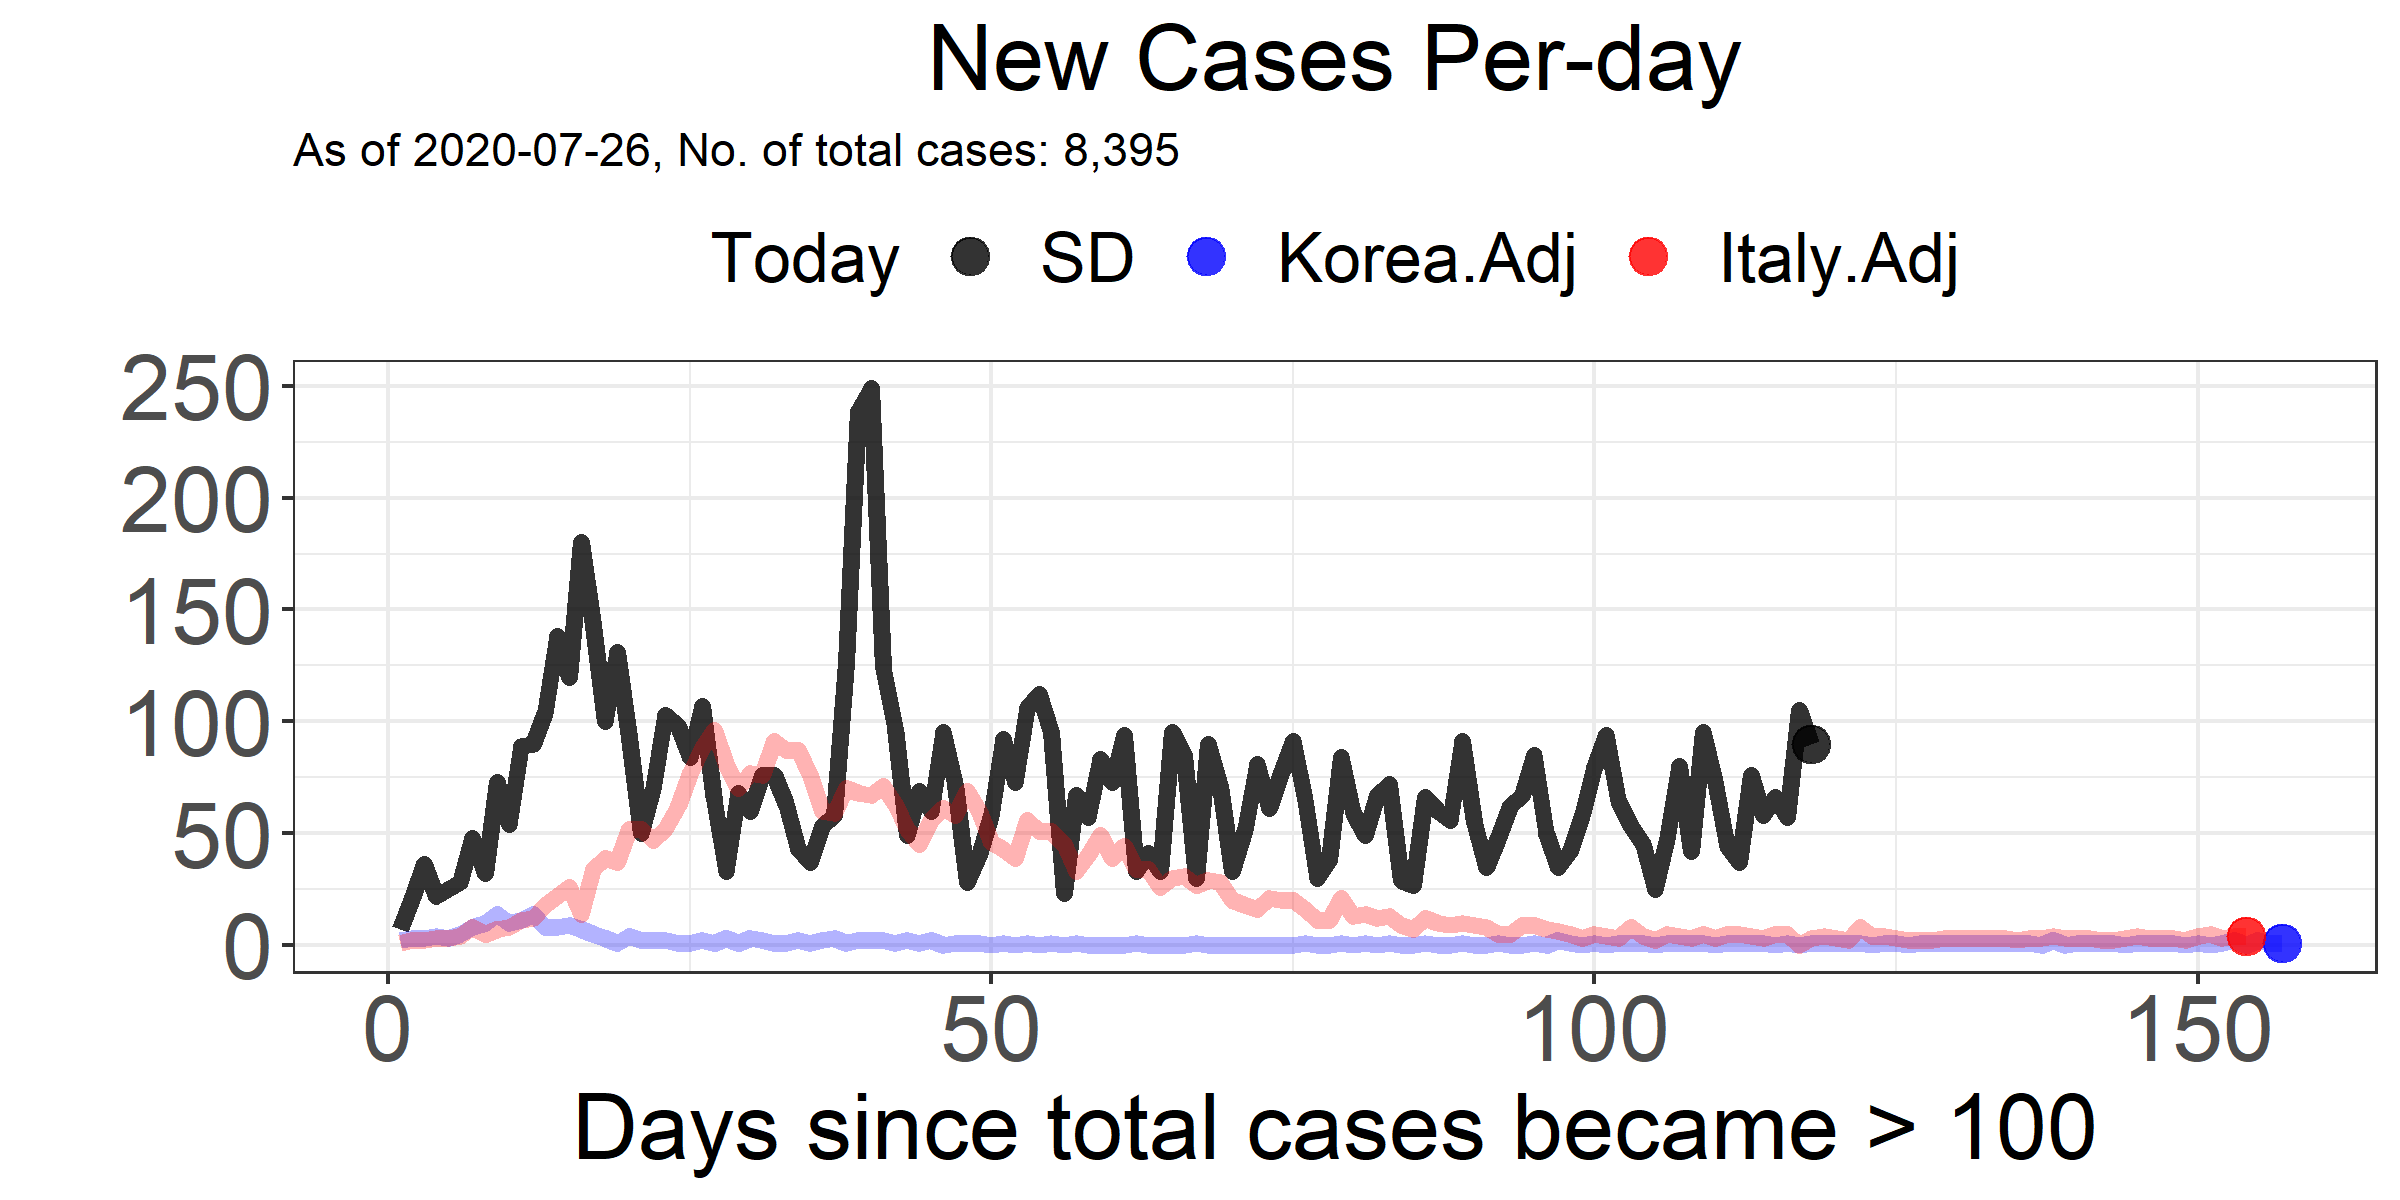 New Cases Per-day
As of 2020-07-26, No. of total cases: 8,395
Today SD Korea.Adj Italy.Adj
250
200
150
100
50
0
0 50 100 150
Days since total cases became > 100